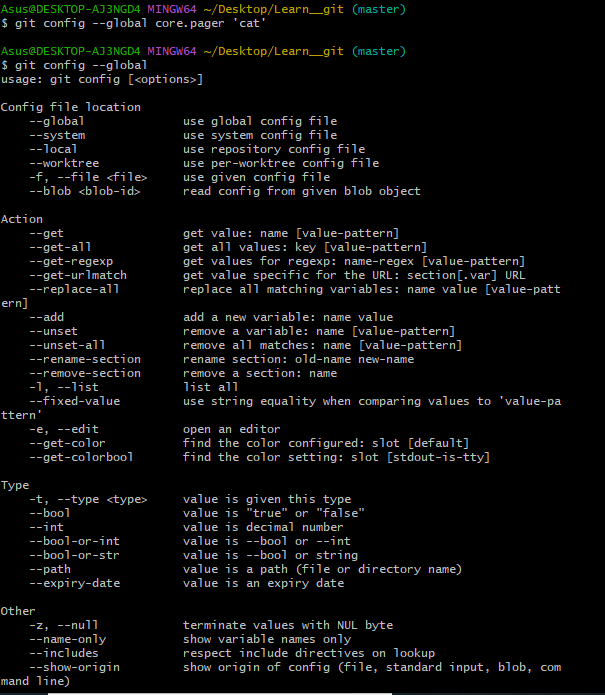 Asus@DESKTOP-AJ3NGD4 MINGW64 ~/Desktop/Learn__git (master)
$ git config --global core.pager 'cat'
Asus@DESKTOP-AJ3NGD4 MINGW64 ~/Desktop/Learn__git (master)
$ git config --global
usage: git config [<options>]
Config file location
    --global              use global config file
    --system              use system config file
    --local               use repository config file
    --worktree            use per-worktree config file
    -f, --file <file>     use given config file
    --blob <blob-id>      read config from given blob object
Action
    --get                 get value: name [value-pattern]
    --get-all             get all values: key [value-pattern]
    --get-regexp          get values for regexp: name-regex [value-pattern]
    --get-urlmatch        get value specific for the URL: section[.var] URL
    --replace-all         replace all matching variables: name value [value-patt
ern]
    --add                 add a new variable: name value
    --unset               remove a variable: name [value-pattern]
    --unset-all           remove all matches: name [value-pattern]
    --rename-section      rename section: old-name new-name
    --remove-section      remove a section: name
    -l, --list            list all
    --fixed-value         use string equality when comparing values to 'value-pa
ttern'
    -e, --edit            open an editor
    --get-color           find the color configured: slot [default]
    --get-colorbool       find the color setting: slot [stdout-is-tty]
Type
    -t, --type <type>     value is given this type
    --bool                value is "true" or "false"
    --int                 value is decimal number
    --bool-or-int         value is --bool or --int
    --bool-or-str         value is --bool or string
    --path                value is a path (file or directory name)
    --expiry-date         value is an expiry date
Other
    -z, --null            terminate values with NUL byte
    --name-only           show variable names only
    --includes            respect include directives on lookup
    --show-origin         show origin of config (file, standard input, blob, com
mand line)